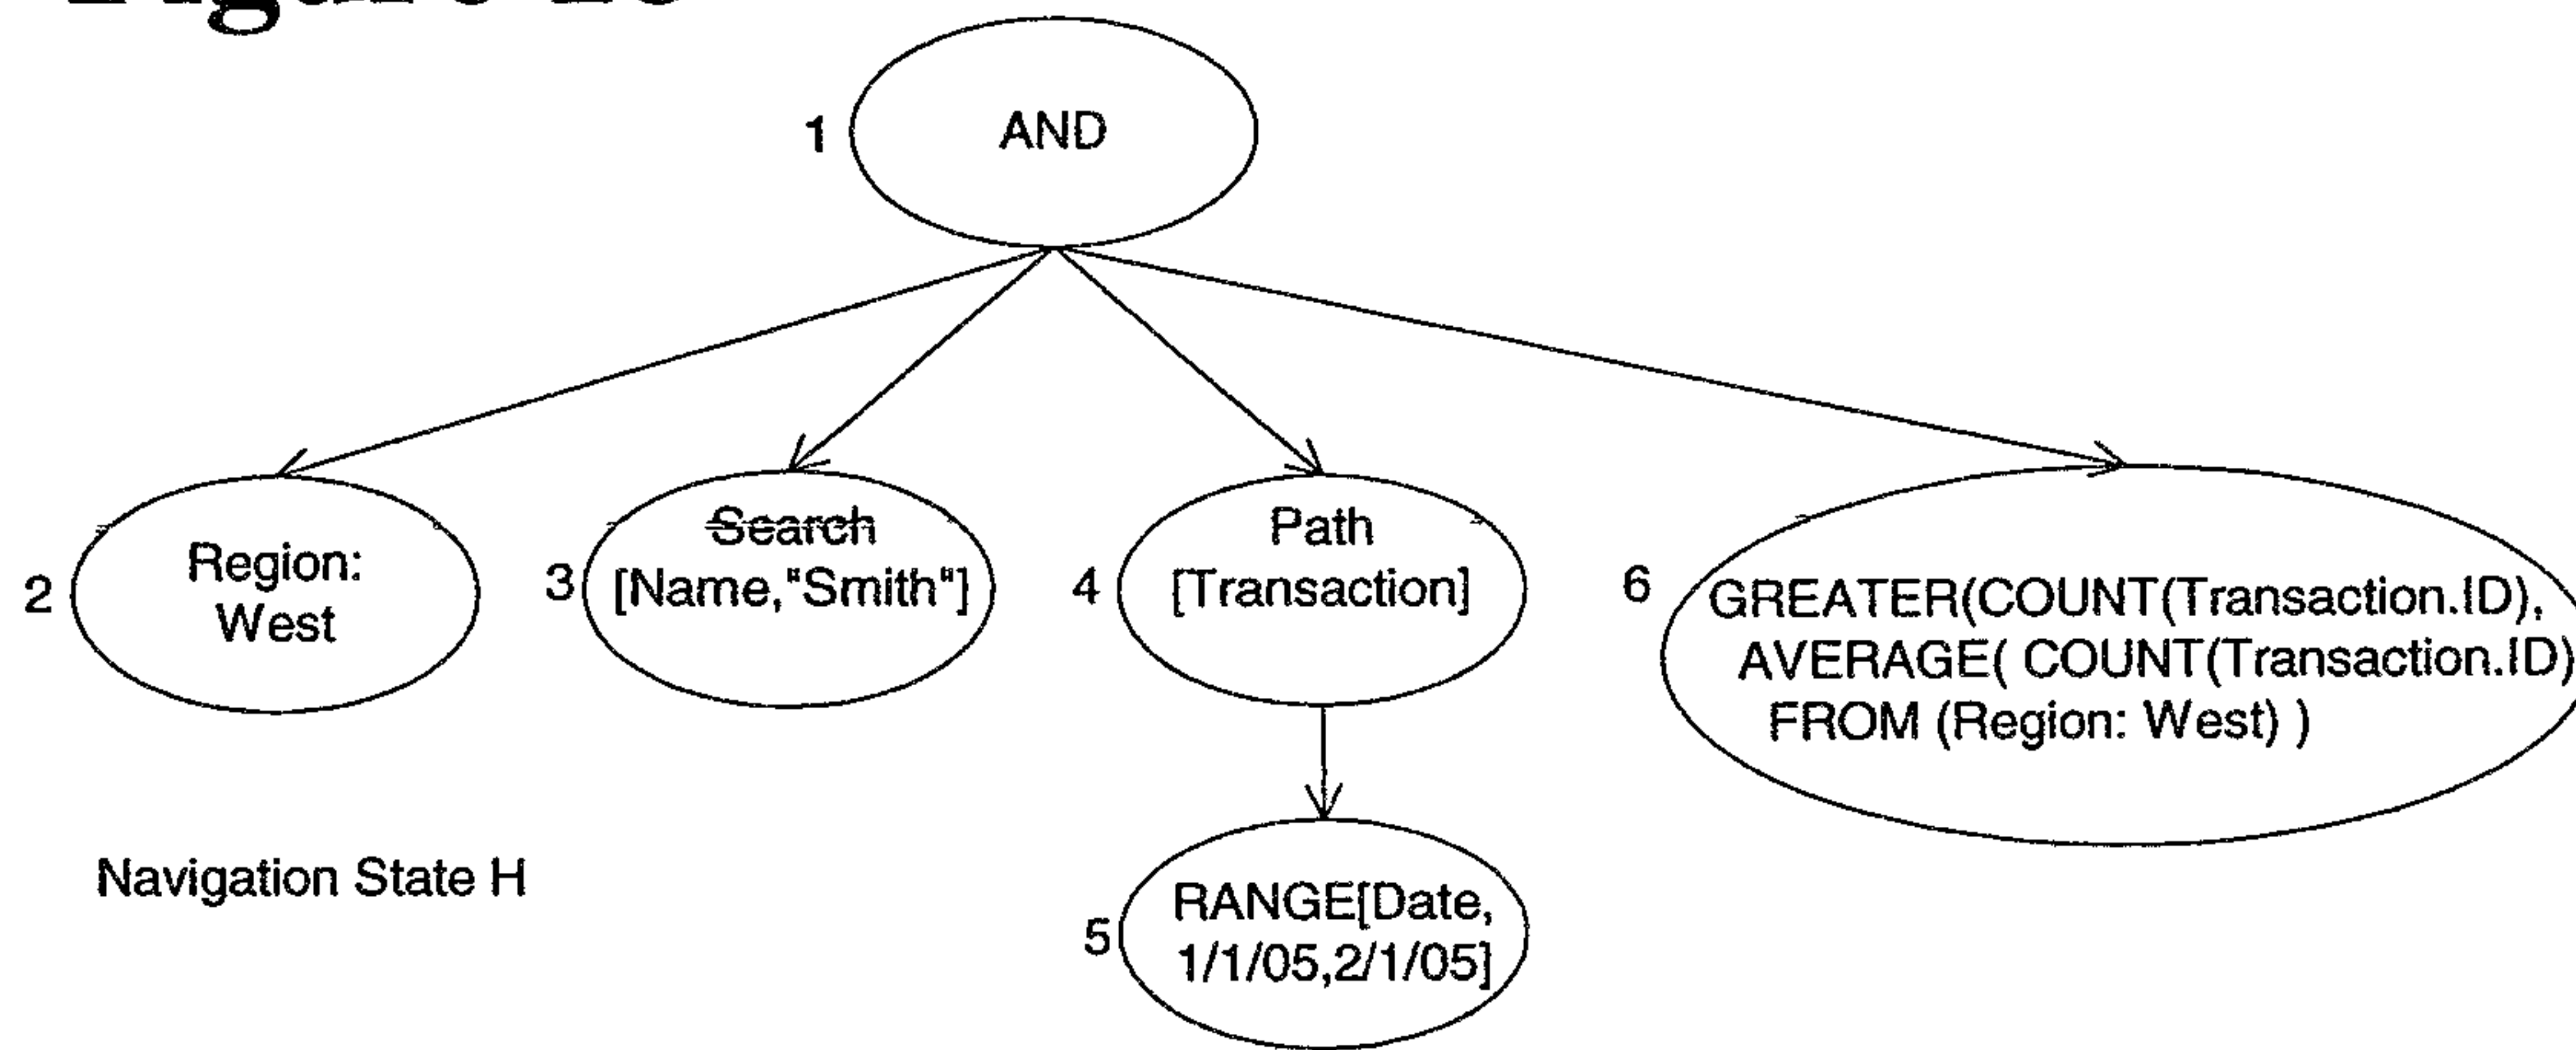 1
AND
2
Region:
West
3
Search
[Name,"Smith"]
4
Path
[Transaction]
6
GREATER(COUNT(Transaction.ID),
AVERAGE( COUNT(Transaction.ID)
FROM (Region: West) )
Navigation State H
5
RANGE[Date,
1/1/05,2/1/05]